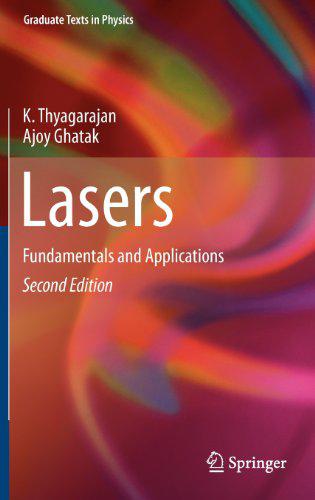 Graduate Texts in Physics
K. Thyagarajan
Ajoy Ghatak
Lasers
Fundamentals and Applications
Second Edition
Springer